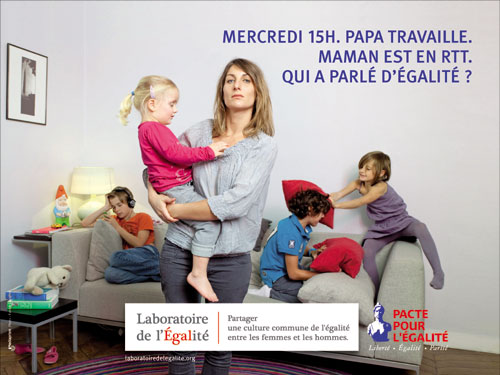 MERCREDI 15H. PAPA TRAVAILLE.
MAMAN EST EN RTT.
QUI A PARLÉ D'ÉGALITÉ ?
Laboratoire
de l'Égalité
Partager
une culture commune de l'égalité
entre les femmes et les hommes.
PACTE
POUR
L'ÉGALITÉ
Liberté • Égalité • Parité
laboratoiredelegalite.org